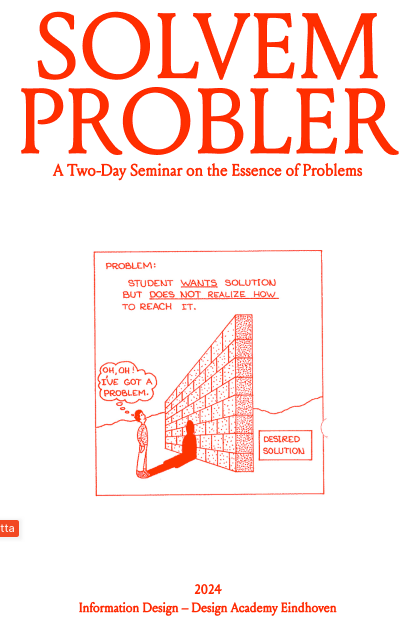 SOLVEM
PROBLER
A Two-Day Seminar on the Essence of Problems
PROBLEM:
STUDENT WANTS SOLUTION
BUT DOES NOT REALIZE HOW
TO REACH IT.
OH, OH!
I'VE GOT A
PROBLEM.
DESIRED
SOLUTION
tta
2024
Information Design – Design Academy Eindhoven